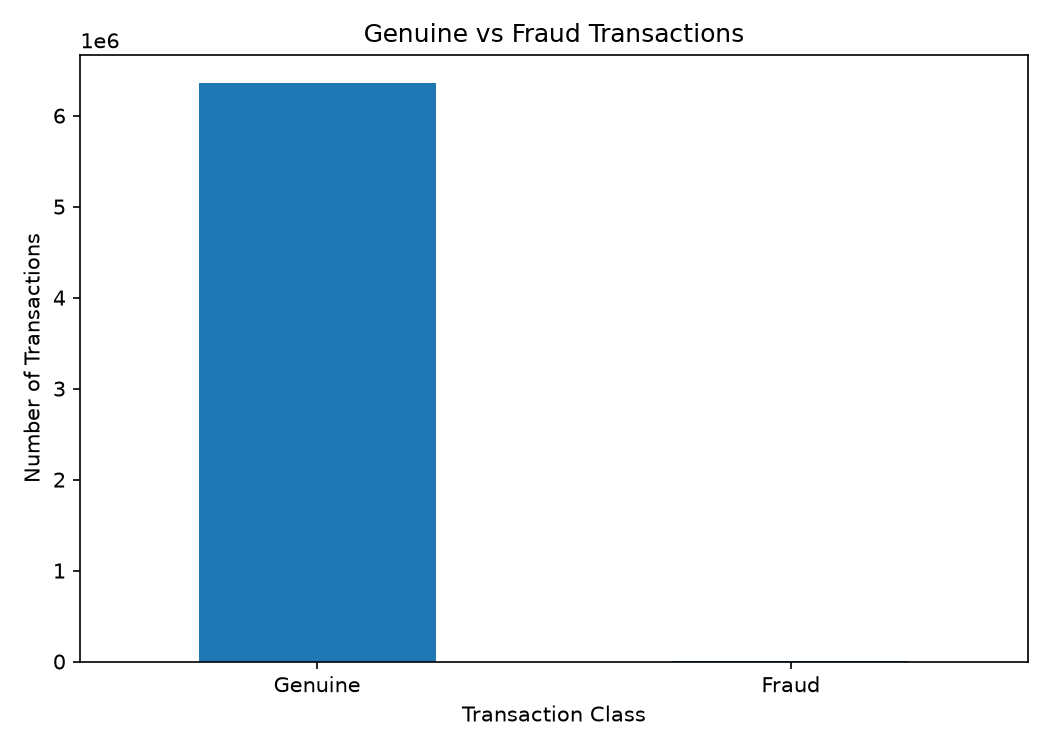 Genuine vs Fraud Transactions
1e6
6
5
4
3
2
1
0
Number of Transactions
Genuine
Fraud
Transaction Class